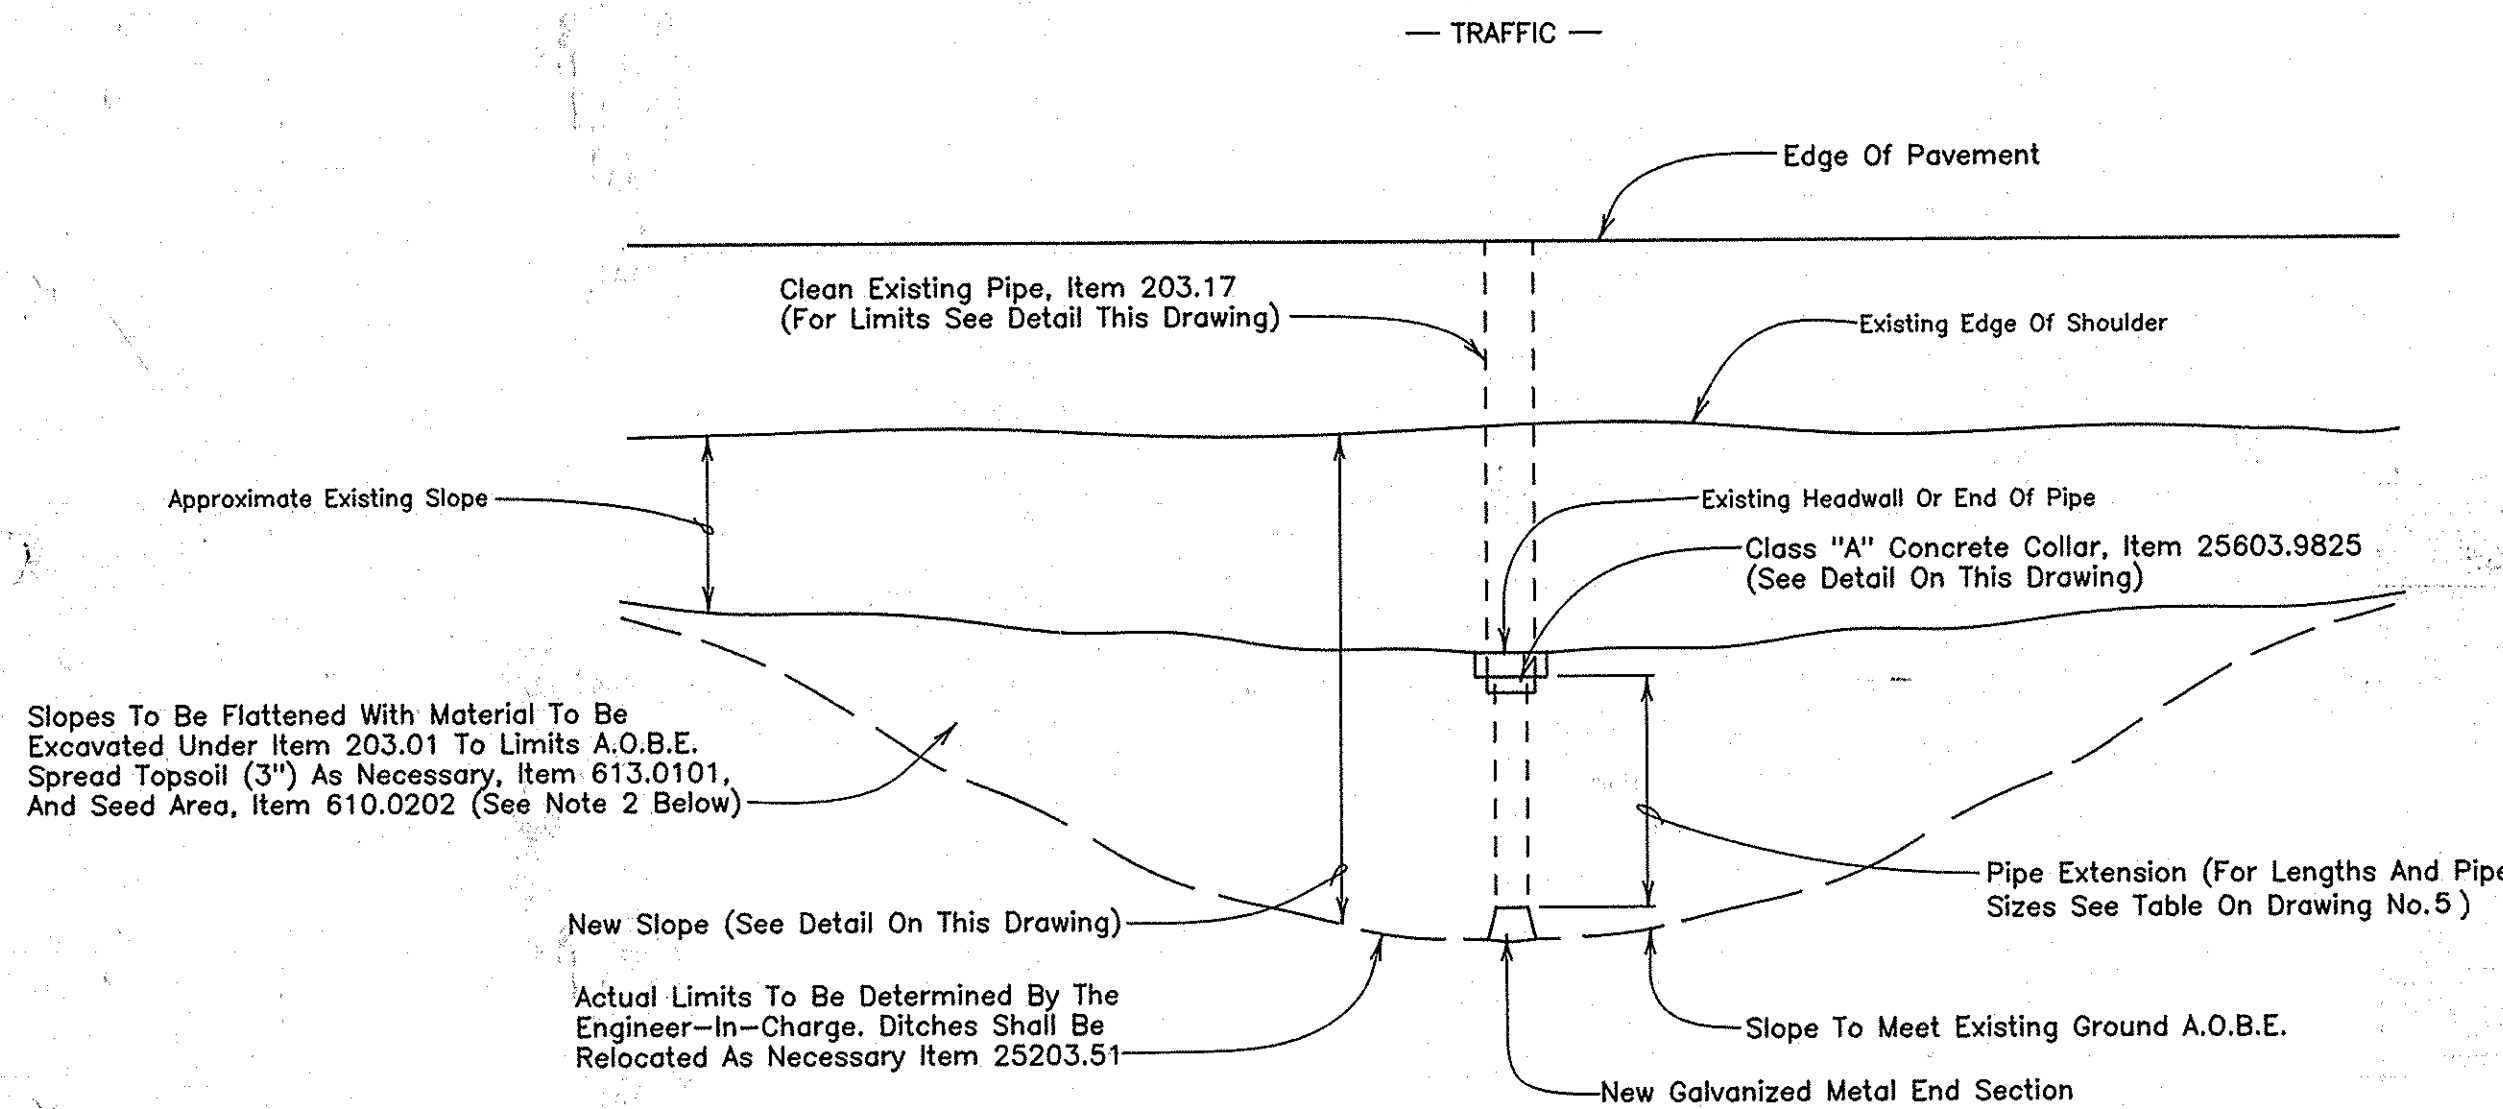 — TRAFFIC —
Edge Of Pavement
Clean Existing Pipe, Item 203.17
(For Limits See Detail This Drawing)
Existing Edge Of Shoulder
Approximate Existing Slope
Existing Headwall Or End Of Pipe
Class "A" Concrete Collar, Item 25603.9825
(See Detail On This Drawing)
Slopes To Be Flattened With Material To Be
Excavated Under Item 203.01 To Limits A.O.B.E.
Spread Topsoil (3") As Necessary, Item 613.0101,
And Seed Area, Item 610.0202 (See Note 2 Below)
Pipe Extension (For Lengths And Pipe
Sizes See Table On Drawing No.5 )
New Slope (See Detail On This Drawing)
Actual Limits To Be Determined By The
Engineer-In-Charge. Ditches Shall Be
Relocated As Necessary Item 25203.51
Slope To Meet Existing Ground A.O.B.E.
New Galvanized Metal End Section